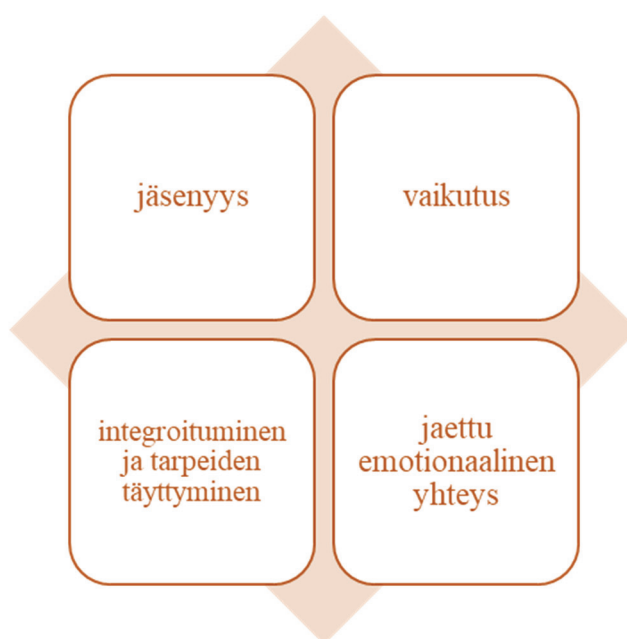 jäsenyys
vaikutus
integroituminen
ja tarpeiden
täyttyminen
jaettu
emotionaalinen
yhteys